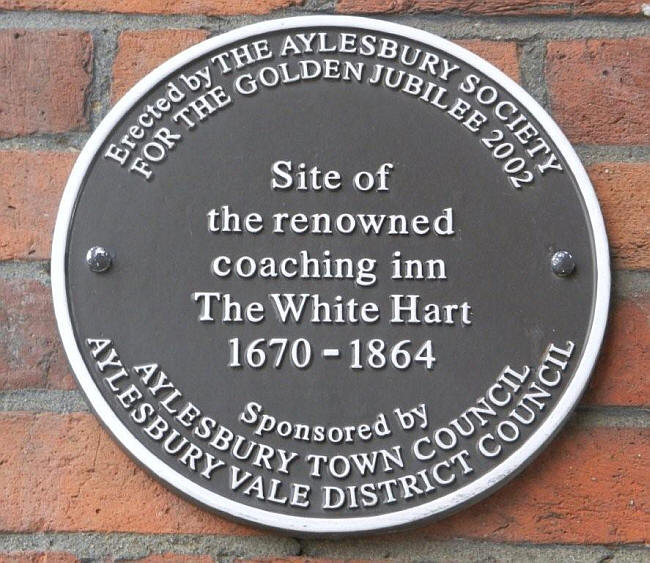 Erected by THE AYLESBURY SOCIETY
FOR THE GOLDEN JUBILEE 2002
Site of
the renowned
coaching inn
The White Hart
1670 - 1864
Sponsored by
AYLESBURY TOWN COUNCIL
AYLESBURY VALE DISTRICT COUNCIL